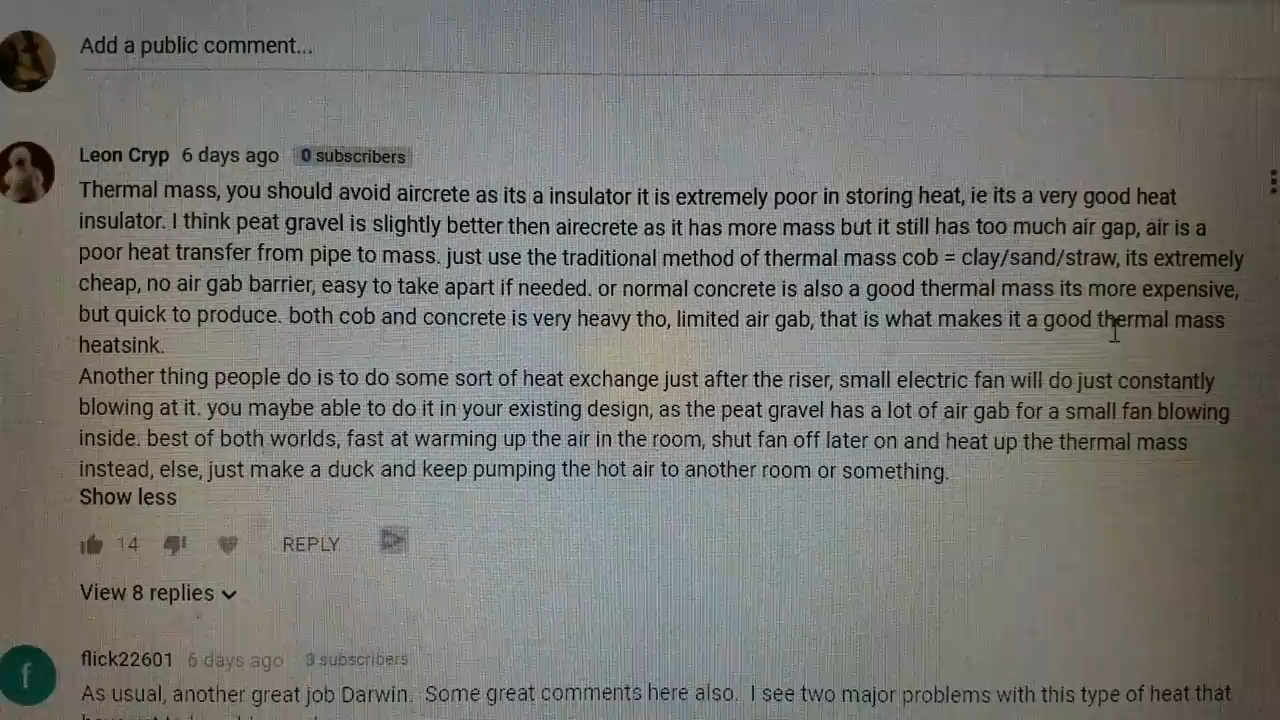 Add a public comment...
Leon Cryp 6 days ago 0 subscribers
Thermal mass, you should avoid aircrete as its a insulator it is extremely poor in storing heat, ie its a very good heat
insulator. I think peat gravel is slightly better then airecrete as it has more mass but it still has too much air gap, air is a
poor heat transfer from pipe to mass. just use the traditional method of thermal mass cob = clay/sand/straw, its extremely
cheap, no air gab barrier, easy to take apart if needed. or normal concrete is also a good thermal mass its more expensive,
but quick to produce. both cob and concrete is very heavy tho, limited air gab, that is what makes it a good thermal mass
heatsink.
Another thing people do is to do some sort of heat exchange just after the riser, small electric fan will do just constantly
blowing at it. you maybe able to do it in your existing design, as the peat gravel has a lot of air gab for a small fan blowing
inside. best of both worlds, fast at warming up the air in the room, shut fan off later on and heat up the thermal mass
instead, else, just make a duck and keep pumping the hot air to another room or something.
Show less
14 REPLY
View 8 replies
f
flick22601 6 days ago 3 subscribers
As usual, another great job Darwin. Some great comments here also. I see two major problems with this type of heat that